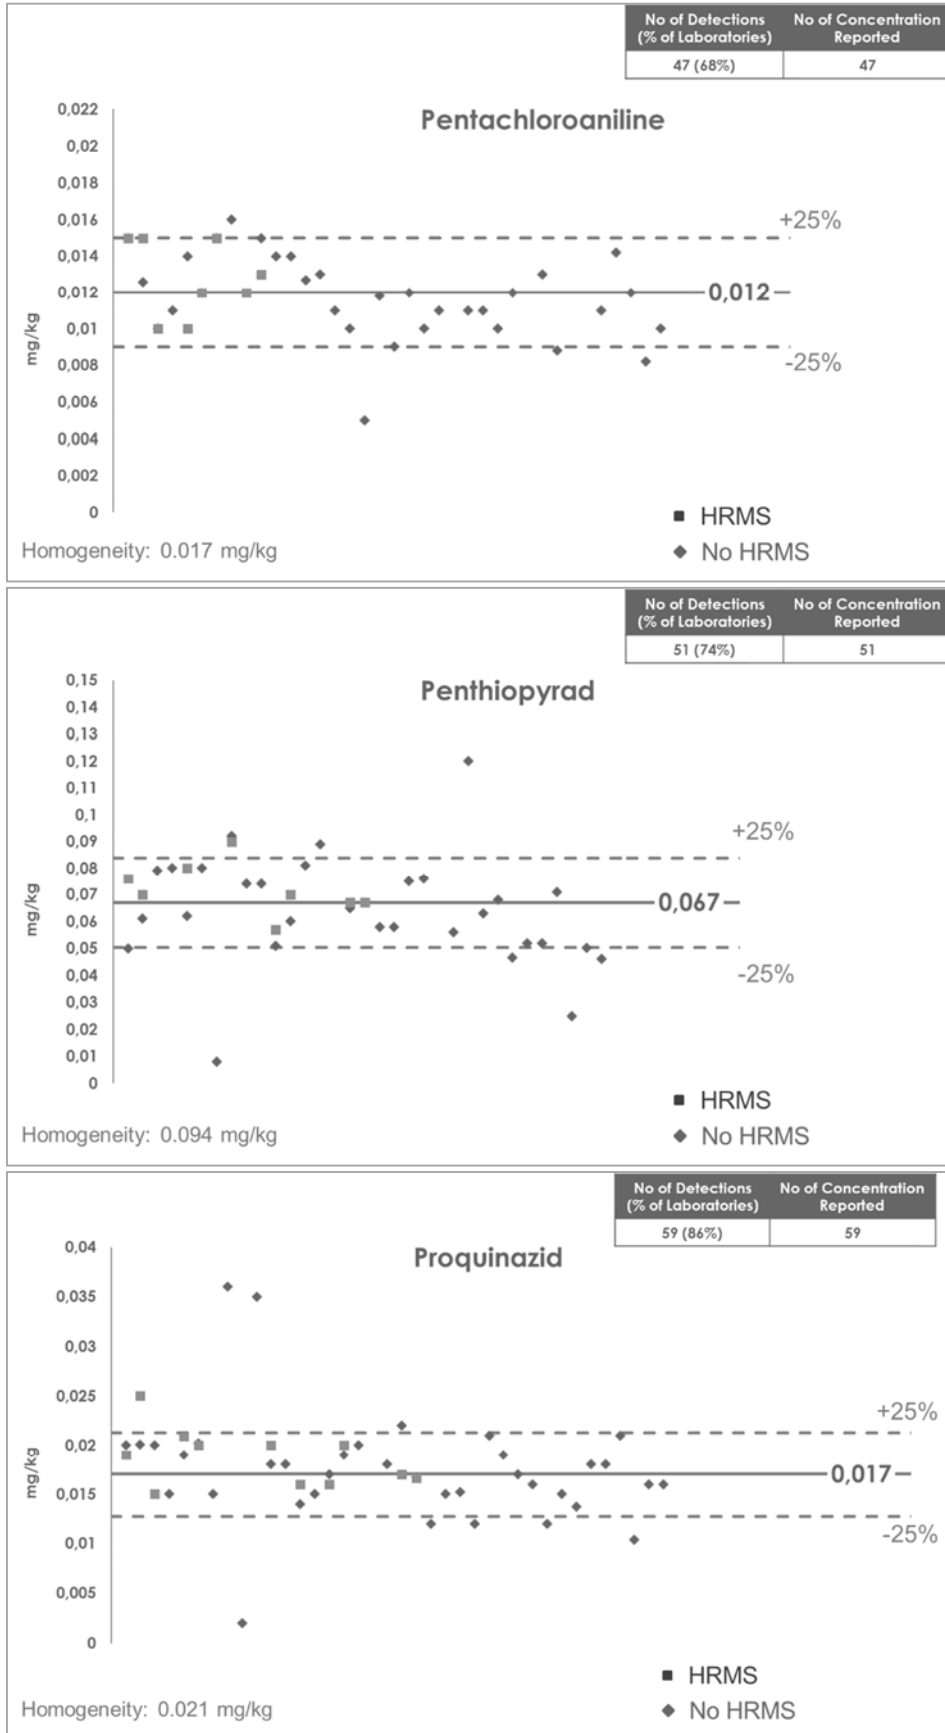 No of Detections No of Concentration
(% of Laboratories) Reported
47 (68%) 47
Pentachloroaniline
0,022
0,02
0,018
0,016
0,014
0,012
0,01
0,008
0,006
0,004
0,002
0
mg/kg
+25%
0,012
-25%
HRMS
No HRMS
Homogeneity: 0.017 mg/kg
No of Detections No of Concentration
(% of Laboratories) Reported
51 (74%) 51
Penthiopyrad
0,15
0,14
0,13
0,12
0,11
0,1
0,09
0,08
0,07
0,06
0,05
0,04
0,03
0,02
0,01
0
mg/kg
+25%
0,067
-25%
HRMS
No HRMS
Homogeneity: 0.094 mg/kg
No of Detections No of Concentration
(% of Laboratories) Reported
59 (86%) 59
Proquinazid
0,04
0,035
0,03
0,025
0,02
0,015
0,01
0,005
0
mg/kg
+25%
0,017
-25%
HRMS
No HRMS
Homogeneity: 0.021 mg/kg